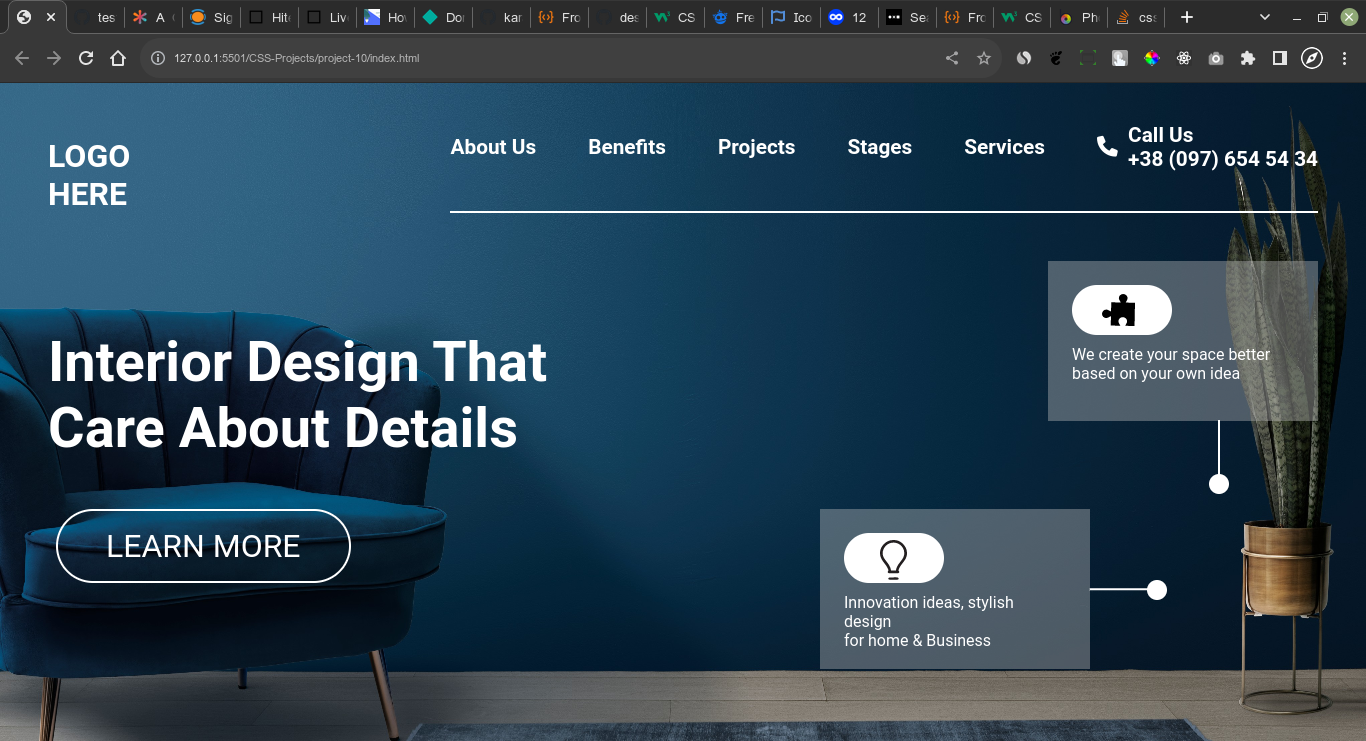 tes
A
Sig
Hit
Liv
Ho
Do
kar
Fro
des
CS
Fre
Ico
12
Se
Fro
CS
Ph
css
127.0.0.1:5501/CSS-Projects/project-10/index.html
LOGO
HERE
About Us
Benefits
Projects
Stages
Services
Call Us
+38 (097) 654 54 34
We create your space better
based on your own idea
Interior Design That
Care About Details
LEARN MORE
Innovation ideas, stylish
design
for home & Business